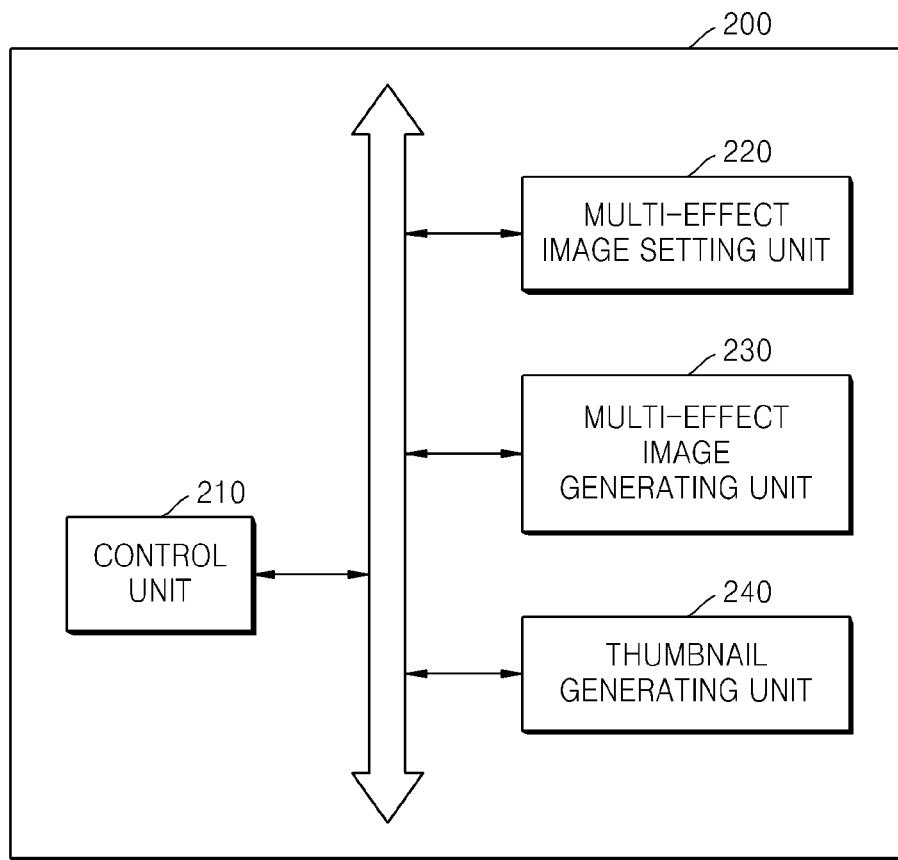 200
220
MULTI-EFFECT
IMAGE SETTING UNIT
230
MULTI-EFFECT
IMAGE
GENERATING UNIT
210
CONTROL
UNIT
240
THUMBNAIL
GENERATING UNIT